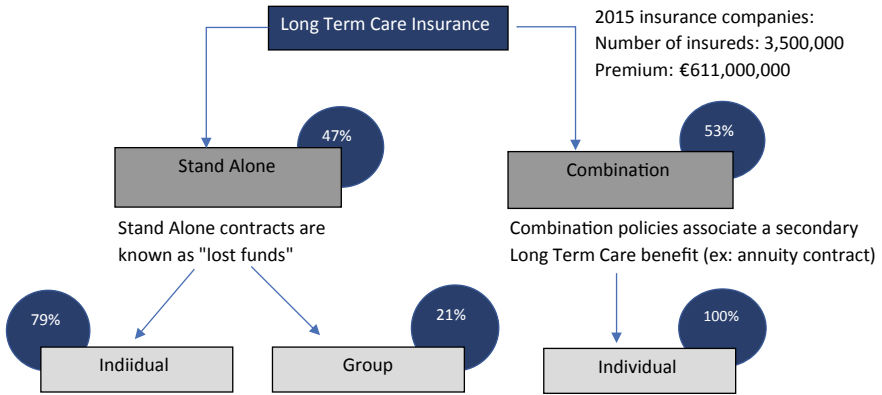 Long Term Care Insurance
2015 insurance companies:
Number of insureds: 3,500,000
Premium: €611,000,000
47%
Stand Alone
53%
Combination
Stand Alone contracts are
known as "lost funds"
Combination policies associate a secondary
Long Term Care benefit (ex: annuity contract)
79%
Indiidual
21%
Group
100%
Individual